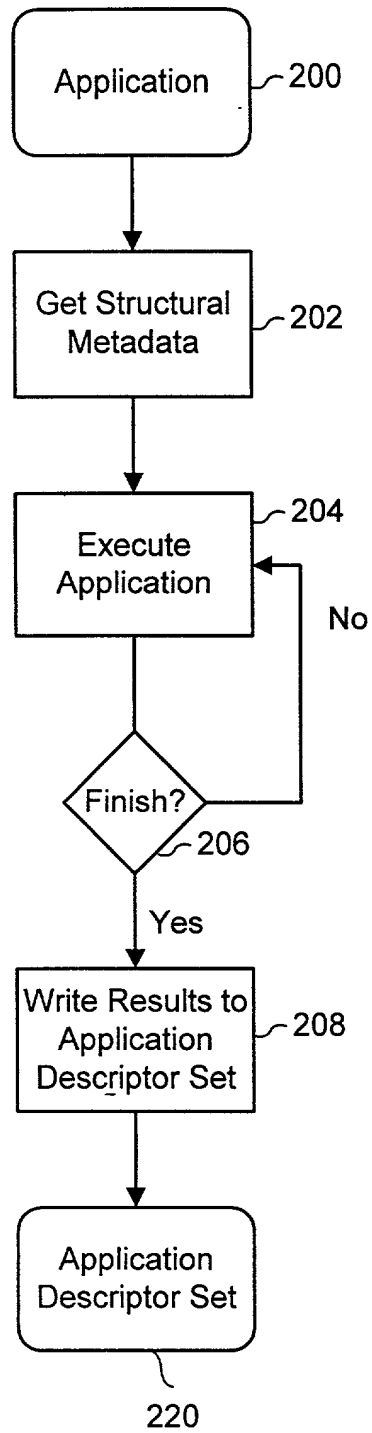 Application
200
Get Structural
Metadata
202
204
Execute
Application
No
Finish?
206
Yes
Write Results to
Application
Descriptor Set
208
Application
Descriptor Set
220